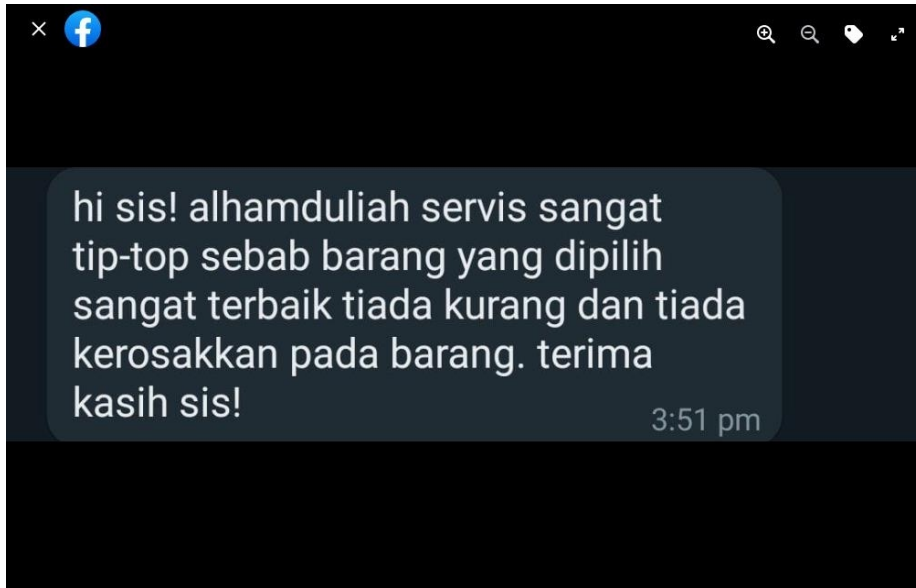 hi sis! alhamduliah servis sangat
tip-top sebab barang yang dipilih
sangat terbaik tiada kurang dan tiada
kerosakkan pada barang. terima
kasih sis!
3:51 pm